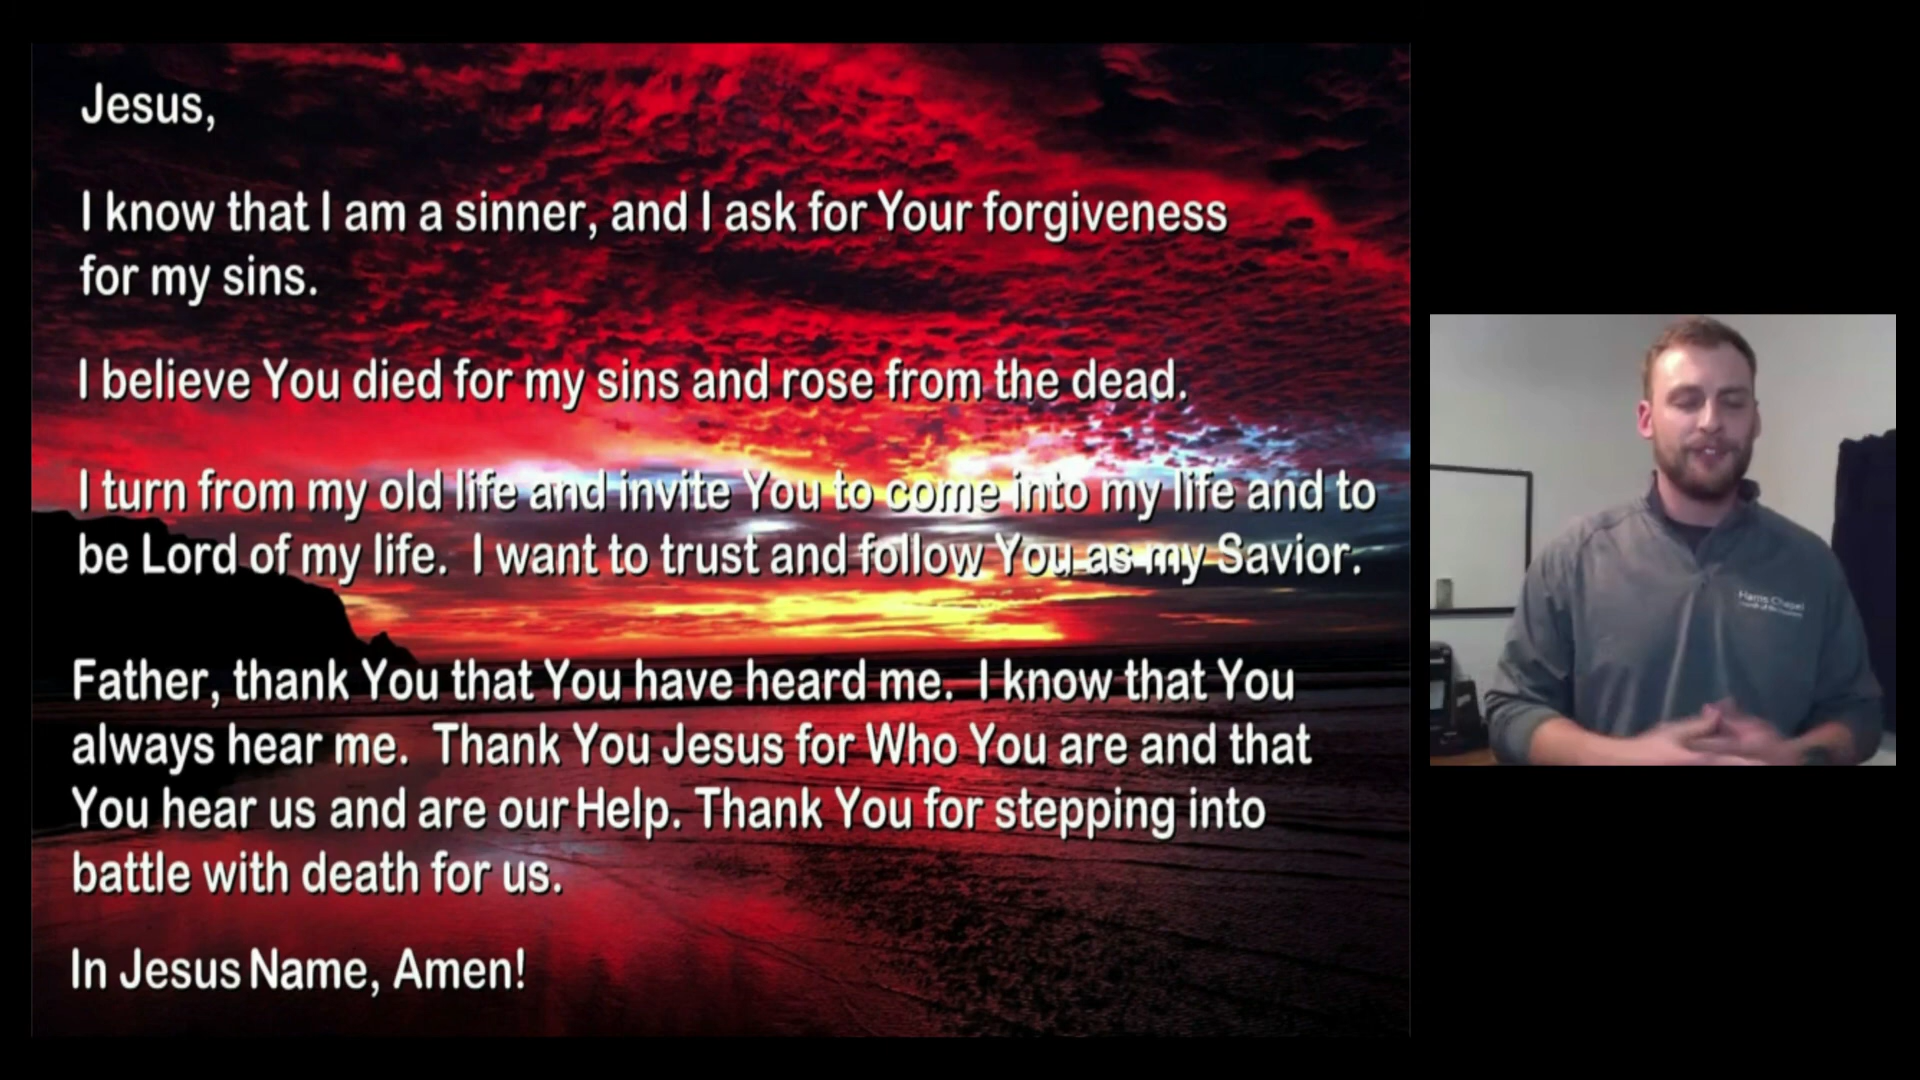 Jesus,
I know that I am a sinner, and I ask for Your forgiveness
for my sins.
I believe You died for my sins and rose from the dead.
I turn from my old life and invite You to come into my life and to
be Lord of my life. I want to trust and follow You as my Savior.
Father, thank You that You have heard me. I know that You
always hear me. Thank You Jesus for Who You are and that
You hear us and are our Help. Thank You for stepping into
battle with death for us.
In Jesus Name, Amen!
Harris Chapel